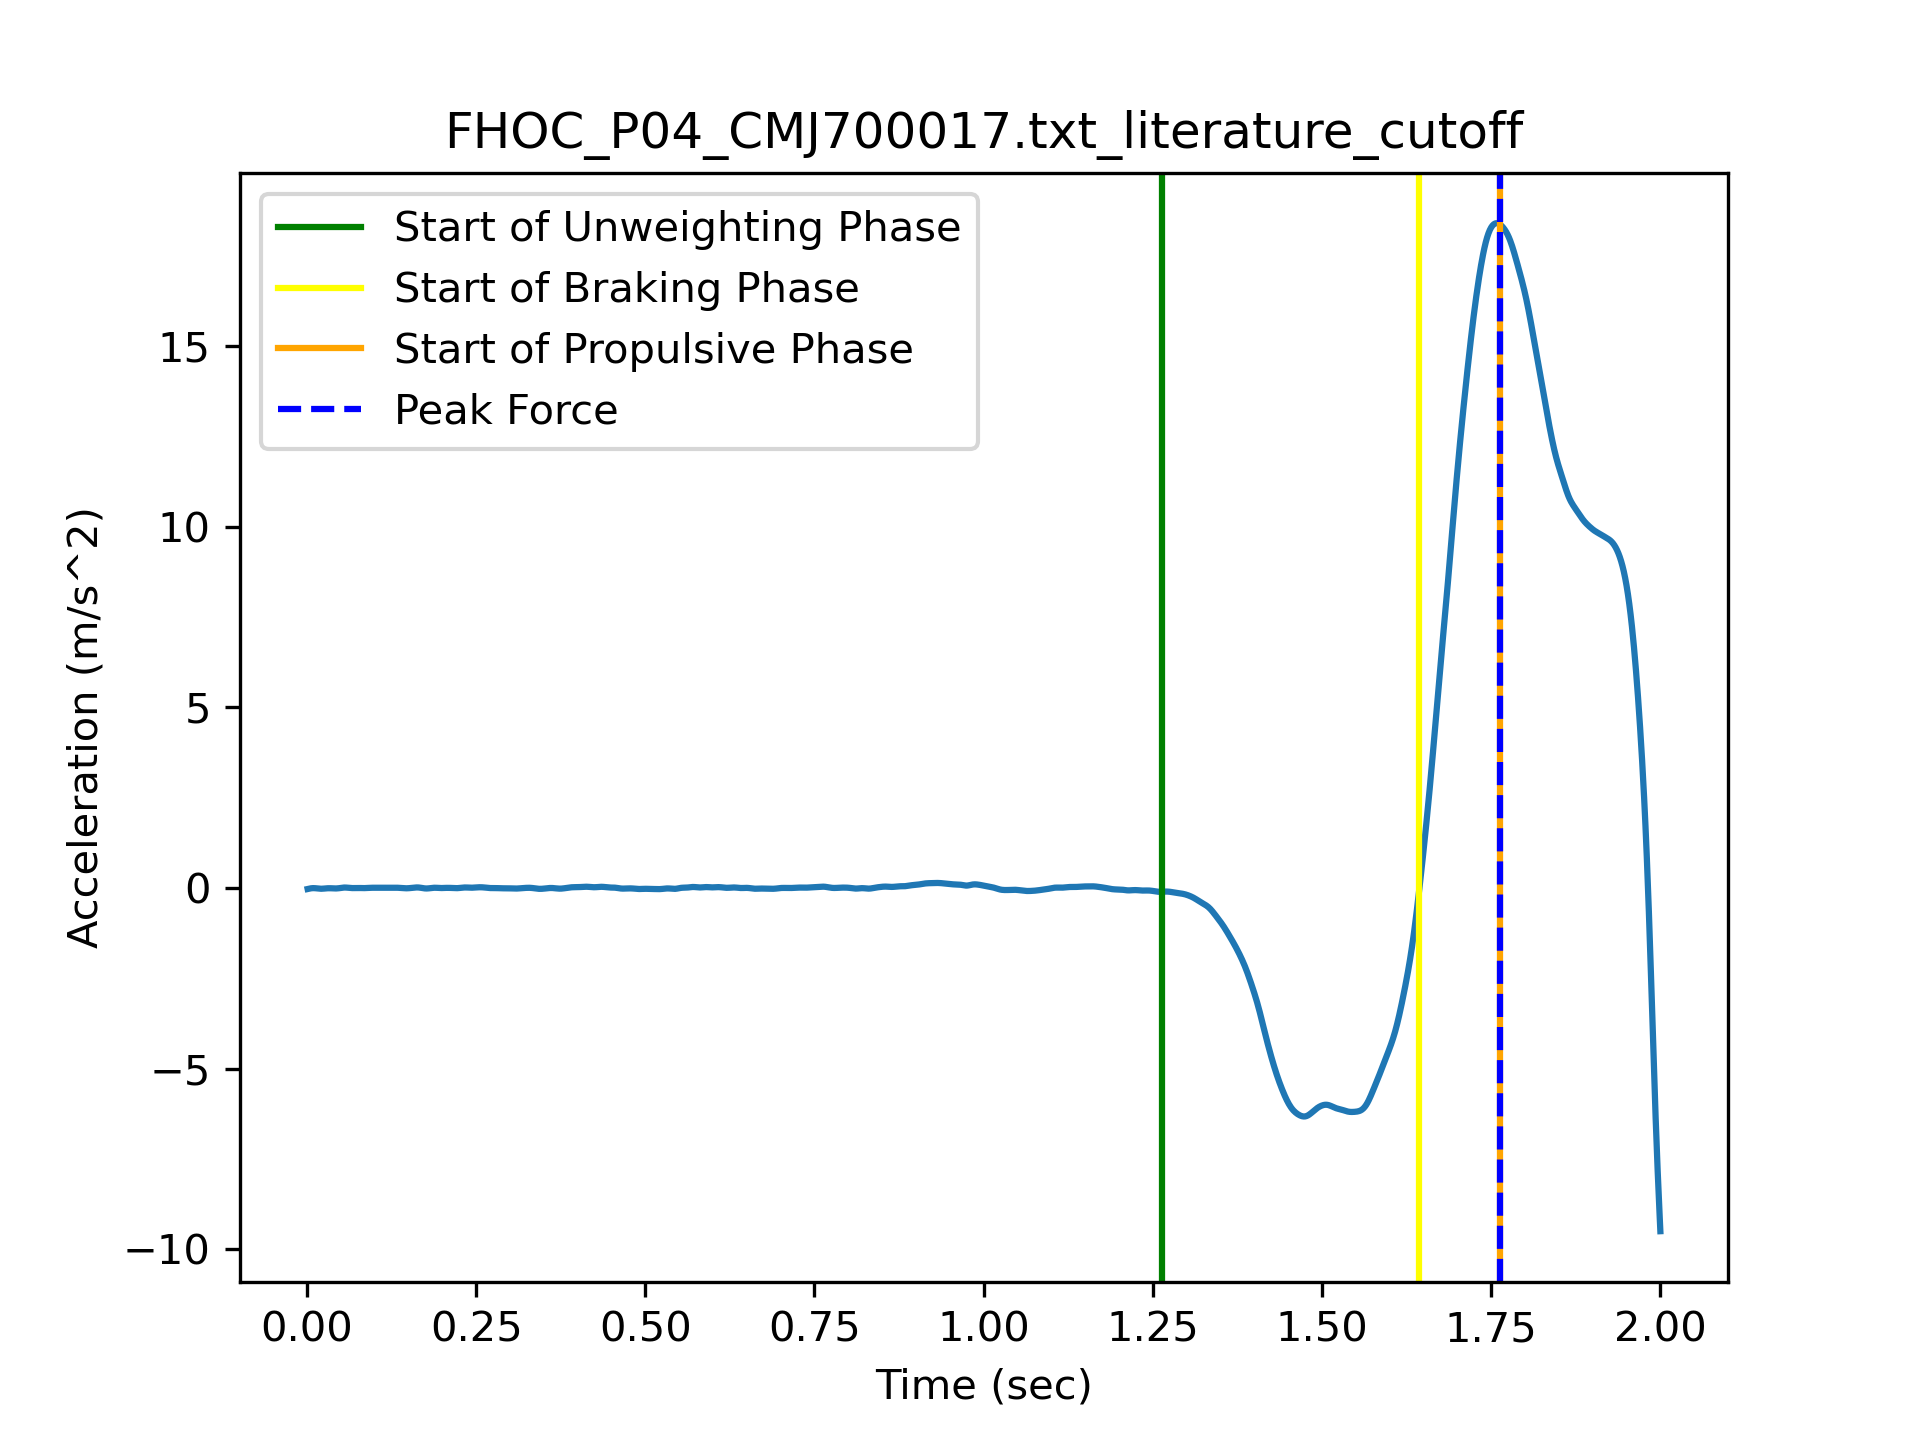 FHOC_P04_CMJ700017.txt_literature_cutoff
Start of Unweighting Phase
Start of Braking Phase
Start of Propulsive Phase
Peak Force
Acceleration (m/s^2)
15
10
5
0
−5
−10
0.00 0.25 0.50 0.75 1.00 1.25 1.50 1.75 2.00
Time (sec)